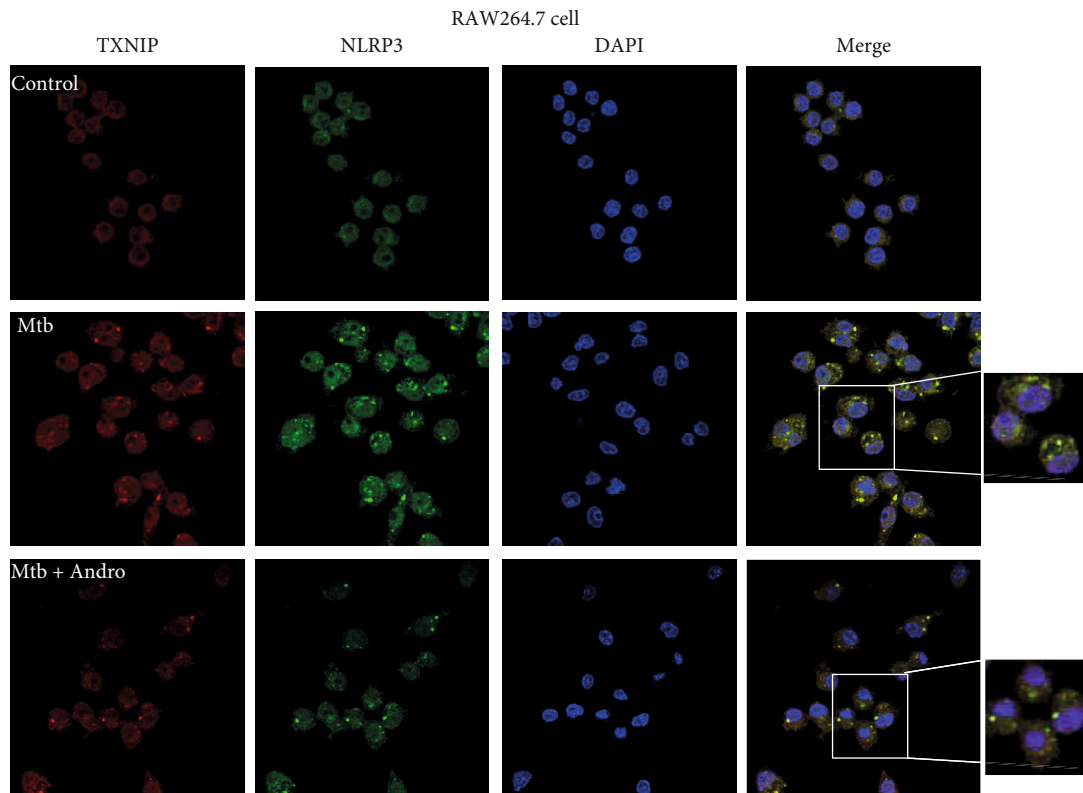 RAW264.7 cell
TXNIP NLRP3 DAPI Merge
Control
Mtb
Mtb + Andro